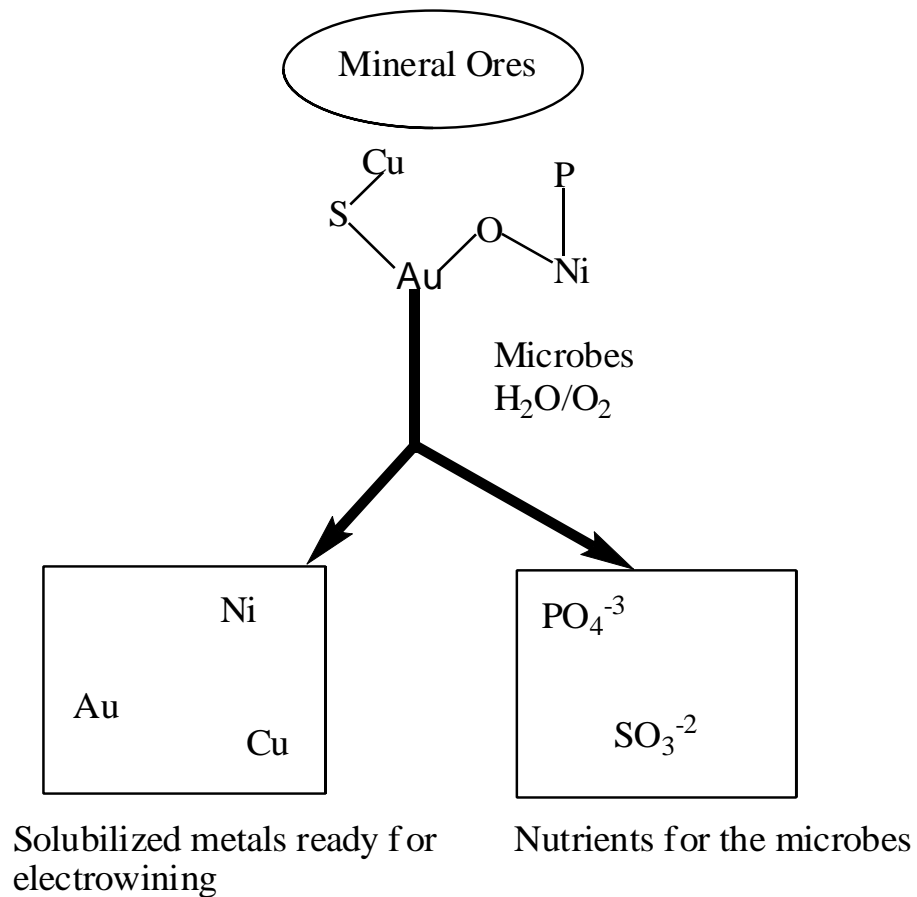 Mineral Ores
Cu
P
S
O
Au
Ni
Microbes
H₂O/O₂
Ni
Au
Cu
PO₄⁻³
SO₃⁻²
Solubilized metals ready for
electrowining
Nutrients for the microbes